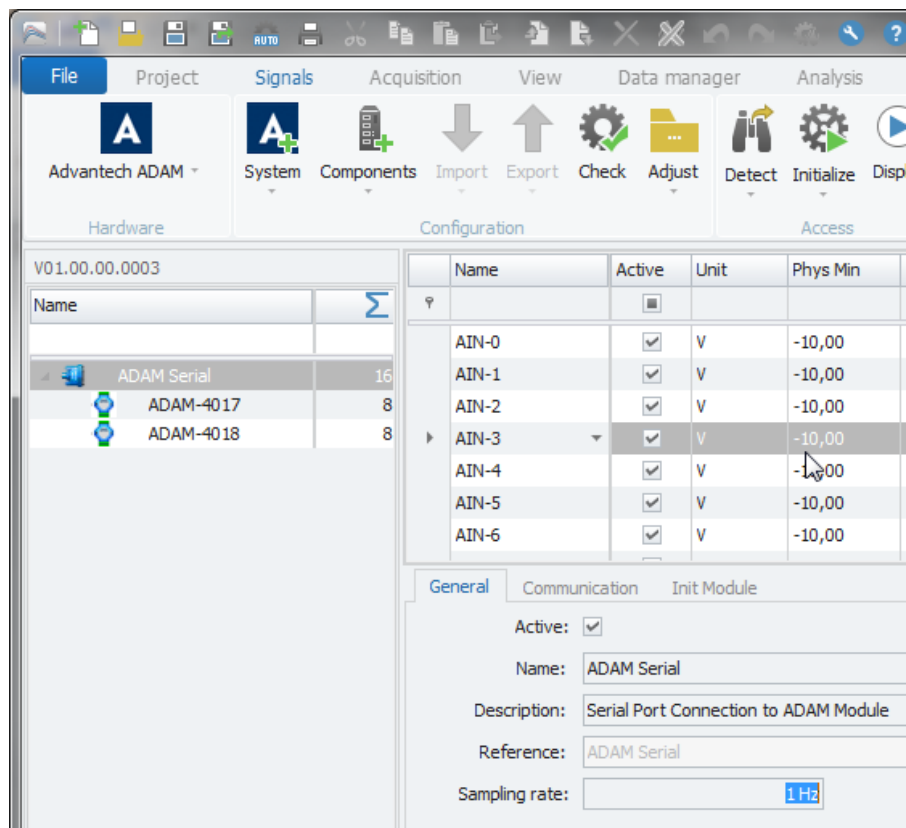 AUTO
?
File Project Signals Acquisition View Data manager Analysis
A A
Advantech ADAM System Components Import Export Check Adjust Detect Initialize
Hardware Configuration Access
V01.00.00.0003
Name Σ
ADAM Serial 16
ADAM-4017 8
ADAM-4018 8
Name Active Unit Phys Min
AIN-0 V -10,00
AIN-1 V -10,00
AIN-2 V -10,00
AIN-3 V -10,00
AIN-4 V
AIN-5 V -10,00
AIN-6 V -10,00
General Communication Init Module
Active:
Name: ADAM Serial
Description: Serial Port Connection to ADAM Module
Reference: ADAM Serial
Sampling rate: 1 Hz